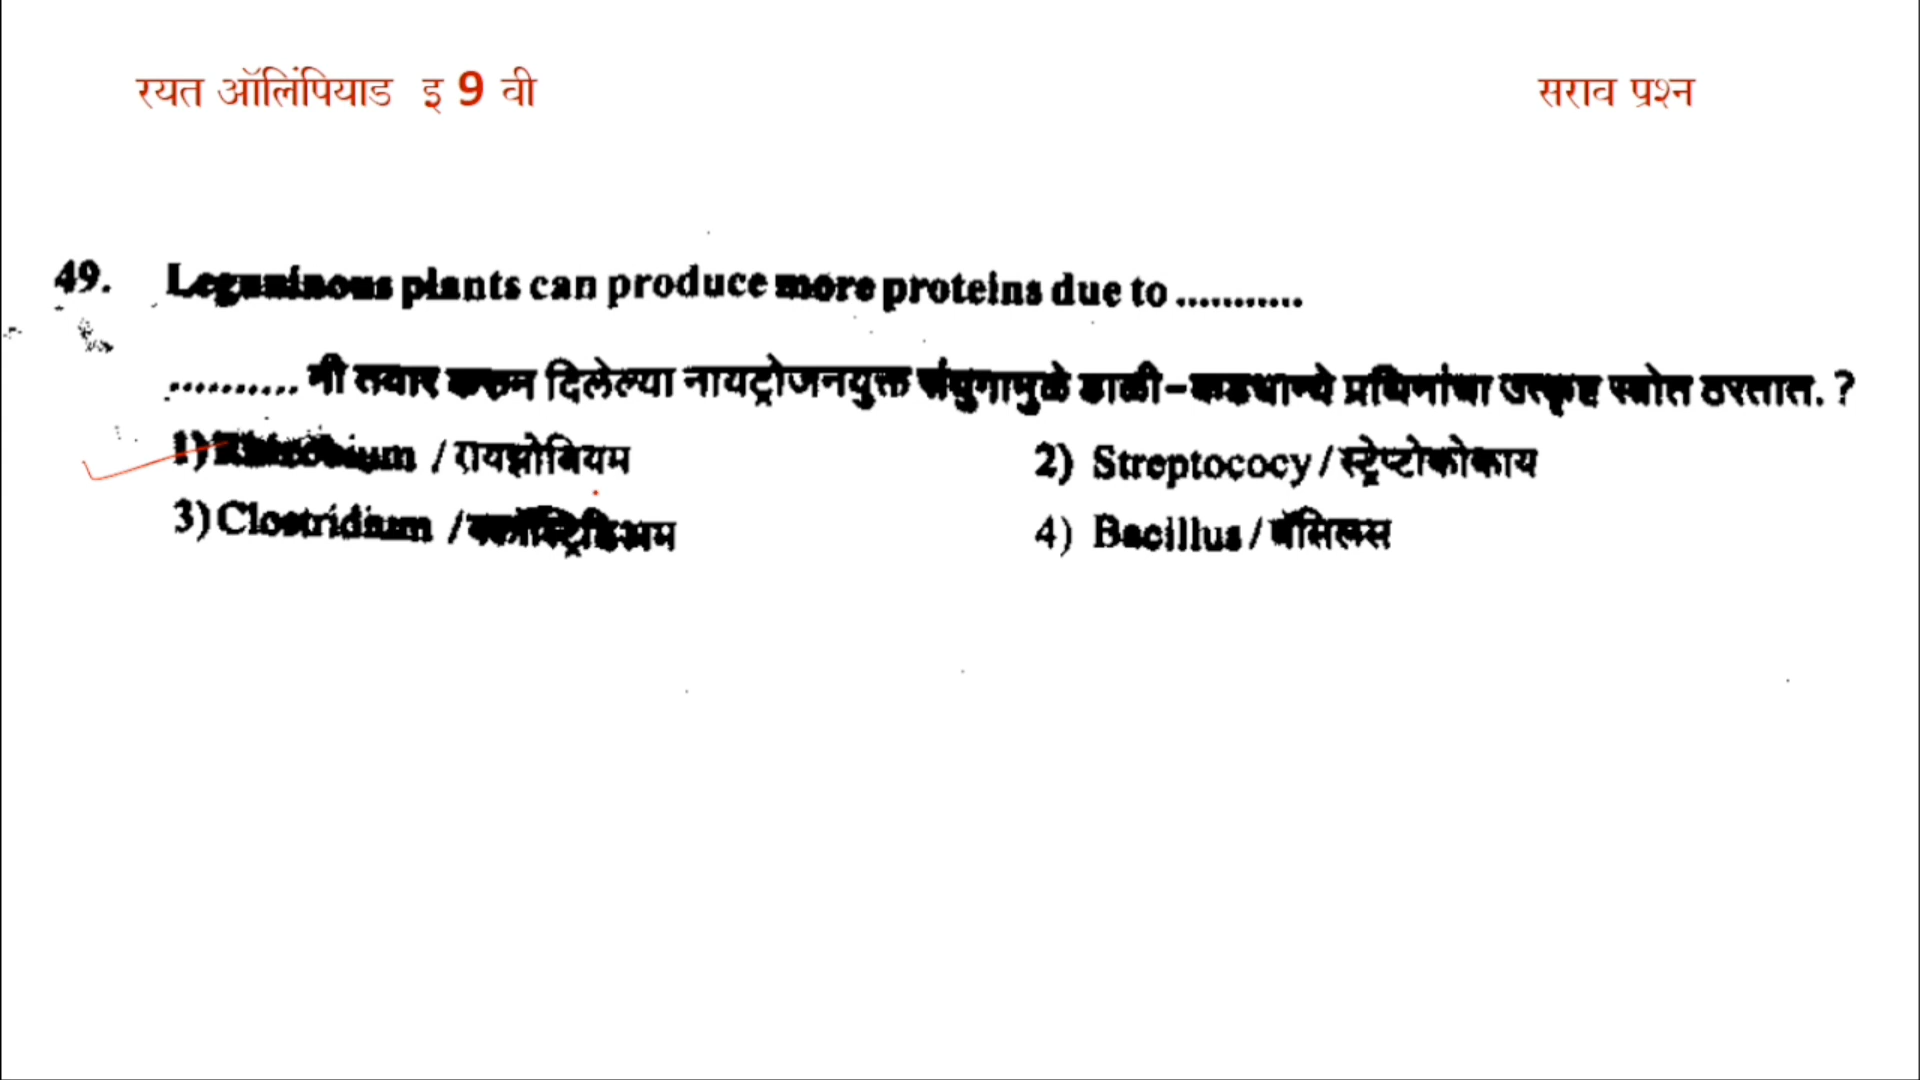 रयत ऑलिंपियाड इ 9 वी
सराव प्रश्न
49. Leguminous plants can produce more proteins due to ...........
.......... नी तयार करुन दिलेल्या नायट्रोजनयुक्त संयुगामुळे डाळी-कडधान्ये प्रथिनांचा उत्कृष्ट स्त्रोत ठरतात. ?
1) Rhizobium / रायझोबियम
2) Streptococy / स्ट्रेप्टोकोकाय
3) Clostridium / क्लॉस्ट्रिडिअम
4) Bacillus / बॅसिलस